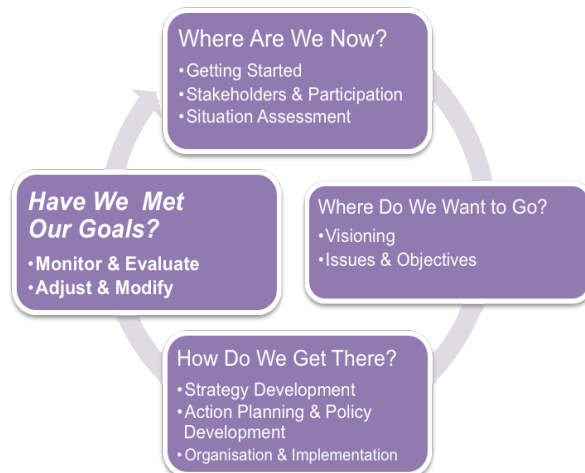 Where Are We Now?
•Getting Started
•Stakeholders & Participation
•Situation Assessment
Where Do We Want to Go?
•Visioning
•Issues & Objectives
How Do We Get There?
•Strategy Development
•Action Planning & Policy
Development
•Organisation & Implementation
Have We Met
Our Goals?
•Monitor & Evaluate
•Adjust & Modify